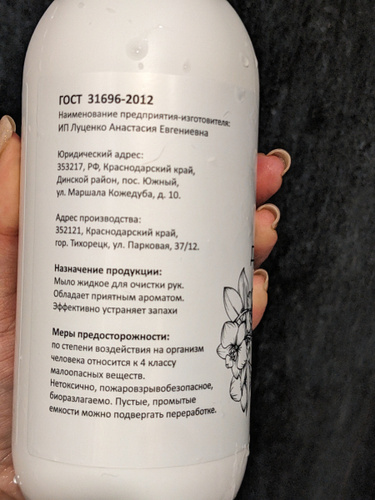 ГОСТ 31696-2012
Наименование предприятия-изготовителя:
ИП Луценко Анастасия Евгениевна
Юридический адрес:
353217, РФ, Краснодарский край,
Динской район, пос. Южный,
ул. Маршала Кожедуба, д. 10.
Адрес производства:
352121, Краснодарский край,
гор. Тихорецк, ул. Парковая, 37/12.
Назначение продукции:
Мыло жидкое для очистки рук.
Обладает приятным ароматом.
Эффективно устраняет запахи
Меры предосторожности:
по степени воздействия на организм
человека относится к 4 классу
малоопасных веществ.
Нетоксично, пожаровзрывобезопасное,
биоразлагаемо. Пустые, промытые
емкости можно подвергать переработке.